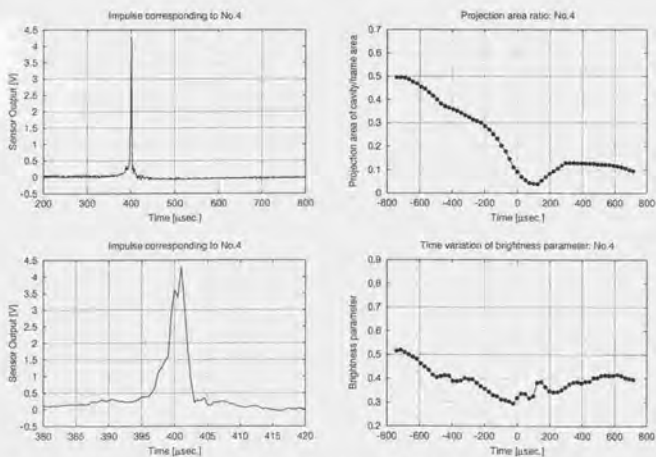 Impulse corresponding to No.4
Sensor Output [V]
4.5
4
3.5
3
2.5
2
1.5
1
0.5
0
-0.5
200 300 400 500 600 700 800
Time [μsec.]
Projection area ratio: No.4
Projection area of cavity/frame area
0.7
0.6
0.5
0.4
0.3
0.2
0.1
0
-800 -600 -400 -200 0 200 400 600 800
Time [μsec.]
Impulse corresponding to No.4
Sensor Output [V]
4.5
4
3.5
3
2.5
2
1.5
1
0.5
0
-0.5
380 385 390 395 400 405 410 415 420
Time [μsec.]
Time variation of brightness parameter: No.4
Brightness parameter
0.9
0.8
0.7
0.6
0.5
0.4
0.3
0.2
-800 -600 -400 -200 0 200 400 600 800
Time [μsec.]